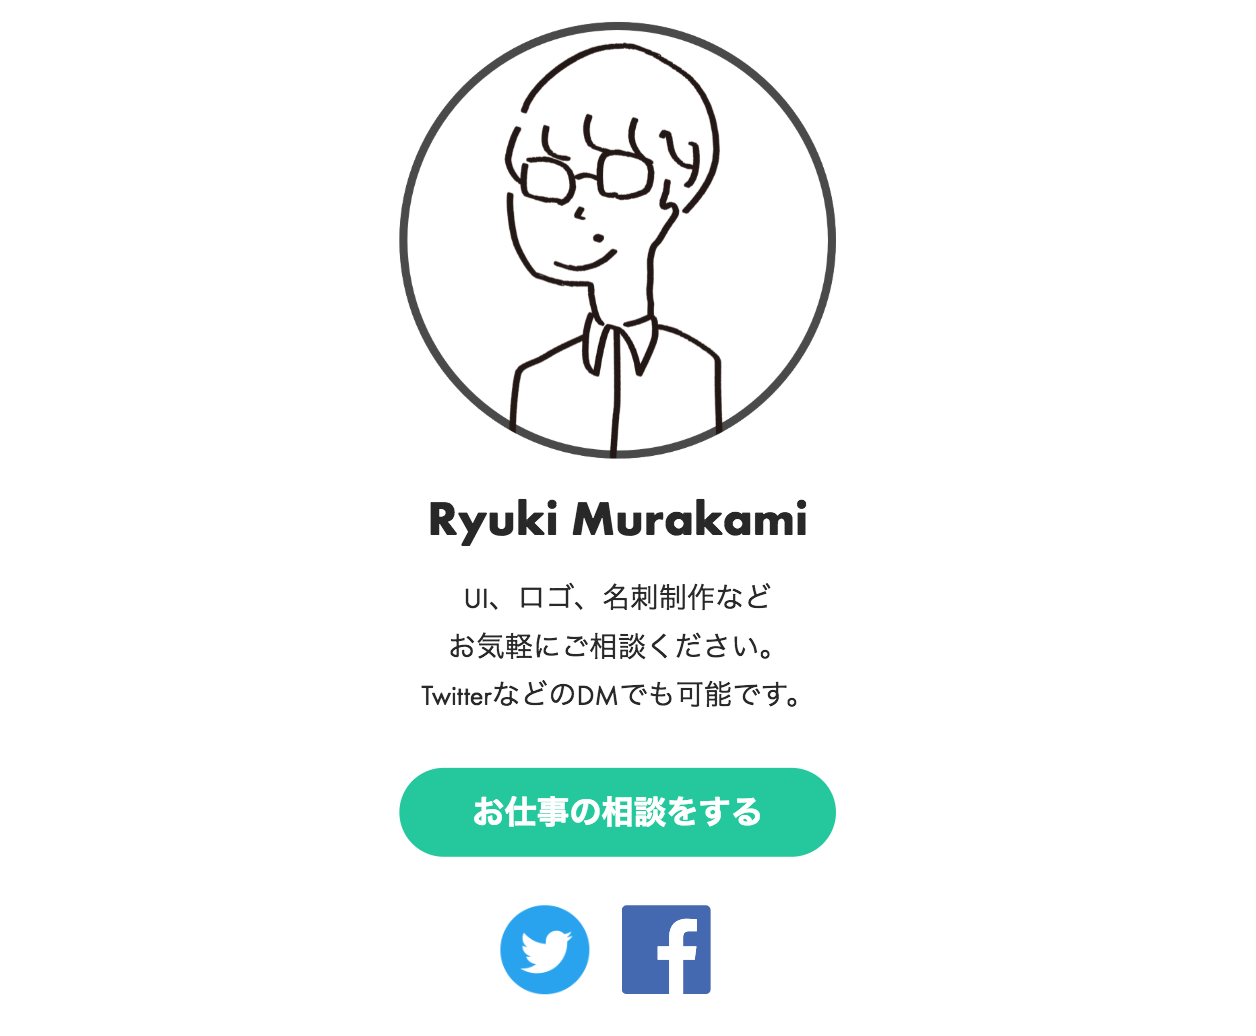 Ryuki Murakami
UI、ロゴ、名刺制作など
お気軽にご相談ください。
TwitterなどのDMでも可能です。
お仕事の相談をする